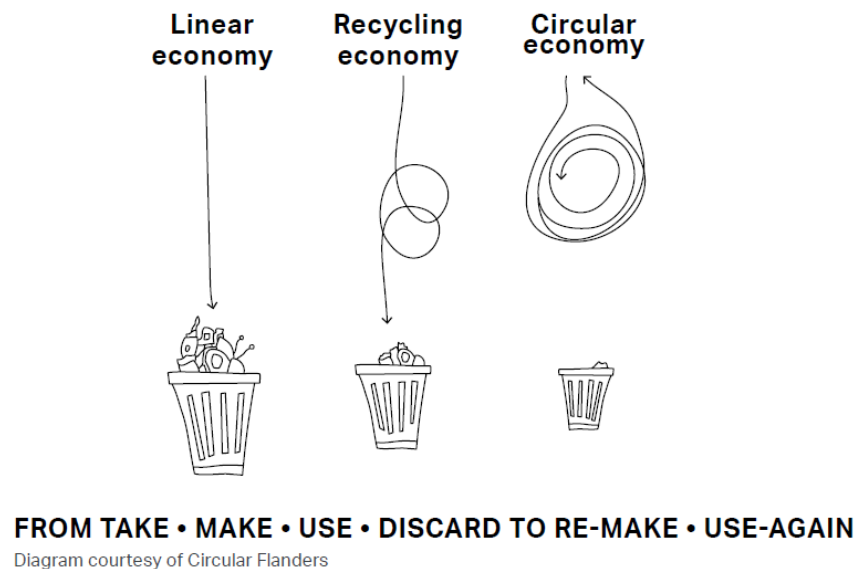 Linear
economy
Recycling
economy
Circular
economy
FROM TAKE • MAKE • USE • DISCARD TO RE-MAKE • USE-AGAIN
Diagram courtesy of Circular Flanders